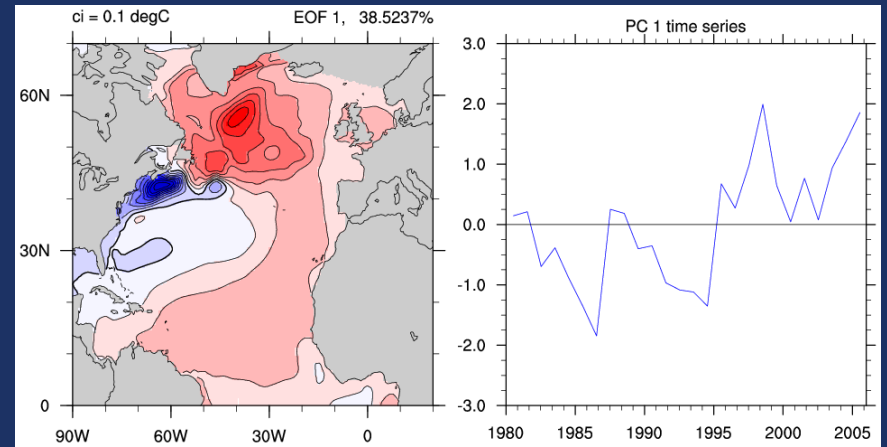 ci = 0.1 degC EOF 1, 38.5237%
60N
30N
0
90W 60W 30W 0
PC 1 time series
3.0
2.0
1.0
0.0
-1.0
-2.0
-3.0
1980 1985 1990 1995 2000 2005